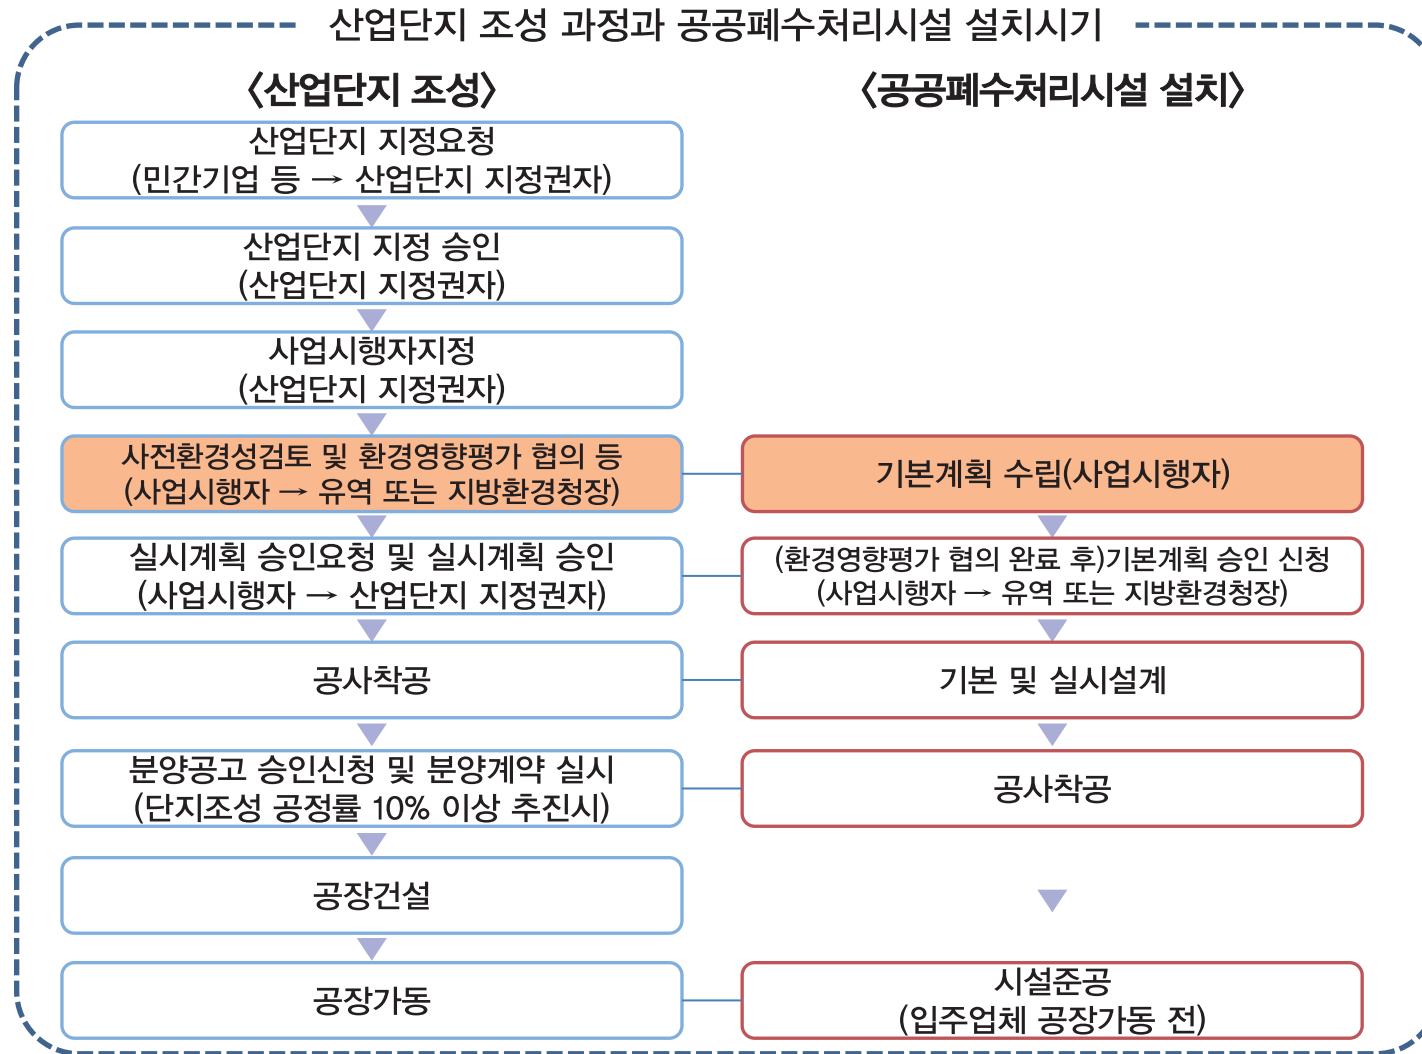 산업단지 조성 과정과 공공폐수처리시설 설치시기
<산업단지 조성>
산업단지 지정요청
(민간기업 등 → 산업단지 지정권자)
산업단지 지정 승인
(산업단지 지정권자)
사업시행자지정
(산업단지 지정권자)
사전환경성검토 및 환경영향평가 협의 등
(사업시행자 → 유역 또는 지방환경청장)
실시계획 승인요청 및 실시계획 승인
(사업시행자 → 산업단지 지정권자)
공사착공
분양공고 승인신청 및 분양계약 실시
(단지조성 공정률 10% 이상 추진시)
공장건설
공장가동
<공공폐수처리시설 설치>
기본계획 수립(사업시행자)
(환경영향평가 협의 완료 후)기본계획 승인 신청
(사업시행자 → 유역 또는 지방환경청장)
기본 및 실시설계
공사착공
시설준공
(입주업체 공장가동 전)